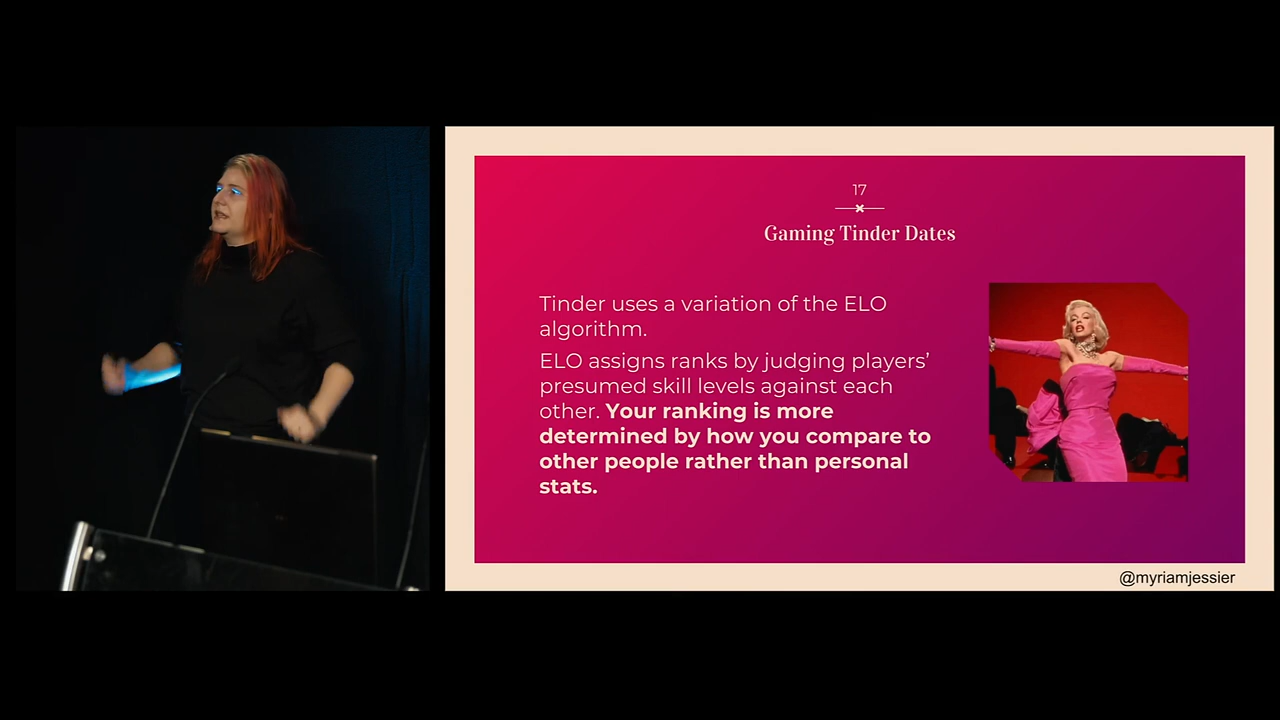 17
Gaming Tinder Dates
Tinder uses a variation of the ELO
algorithm.
ELO assigns ranks by judging players’
presumed skill levels against each
other. Your ranking is more
determined by how you compare to
other people rather than personal
stats.
@myriamjessier